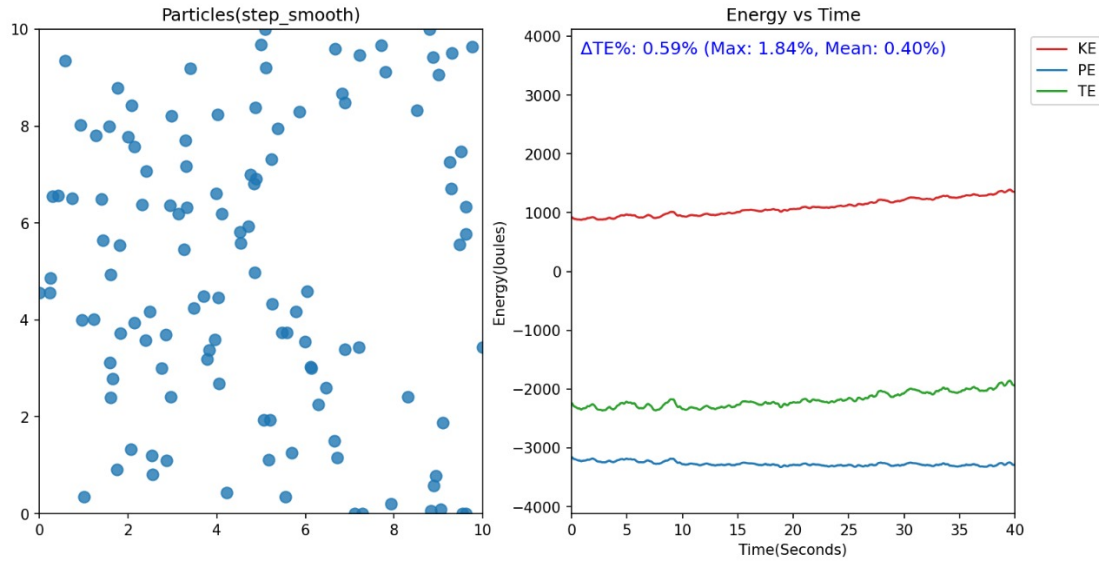 Particles(step_smooth)
10
8
6
4
2
0
0 2 4 6 8 10
Energy vs Time
ΔTE%: 0.59% (Max: 1.84%, Mean: 0.40%)
KE
PE
TE
4000
3000
2000
1000
0
−1000
−2000
−3000
−4000
Energy(Joules)
0 5 10 15 20 25 30 35 40
Time(Seconds)